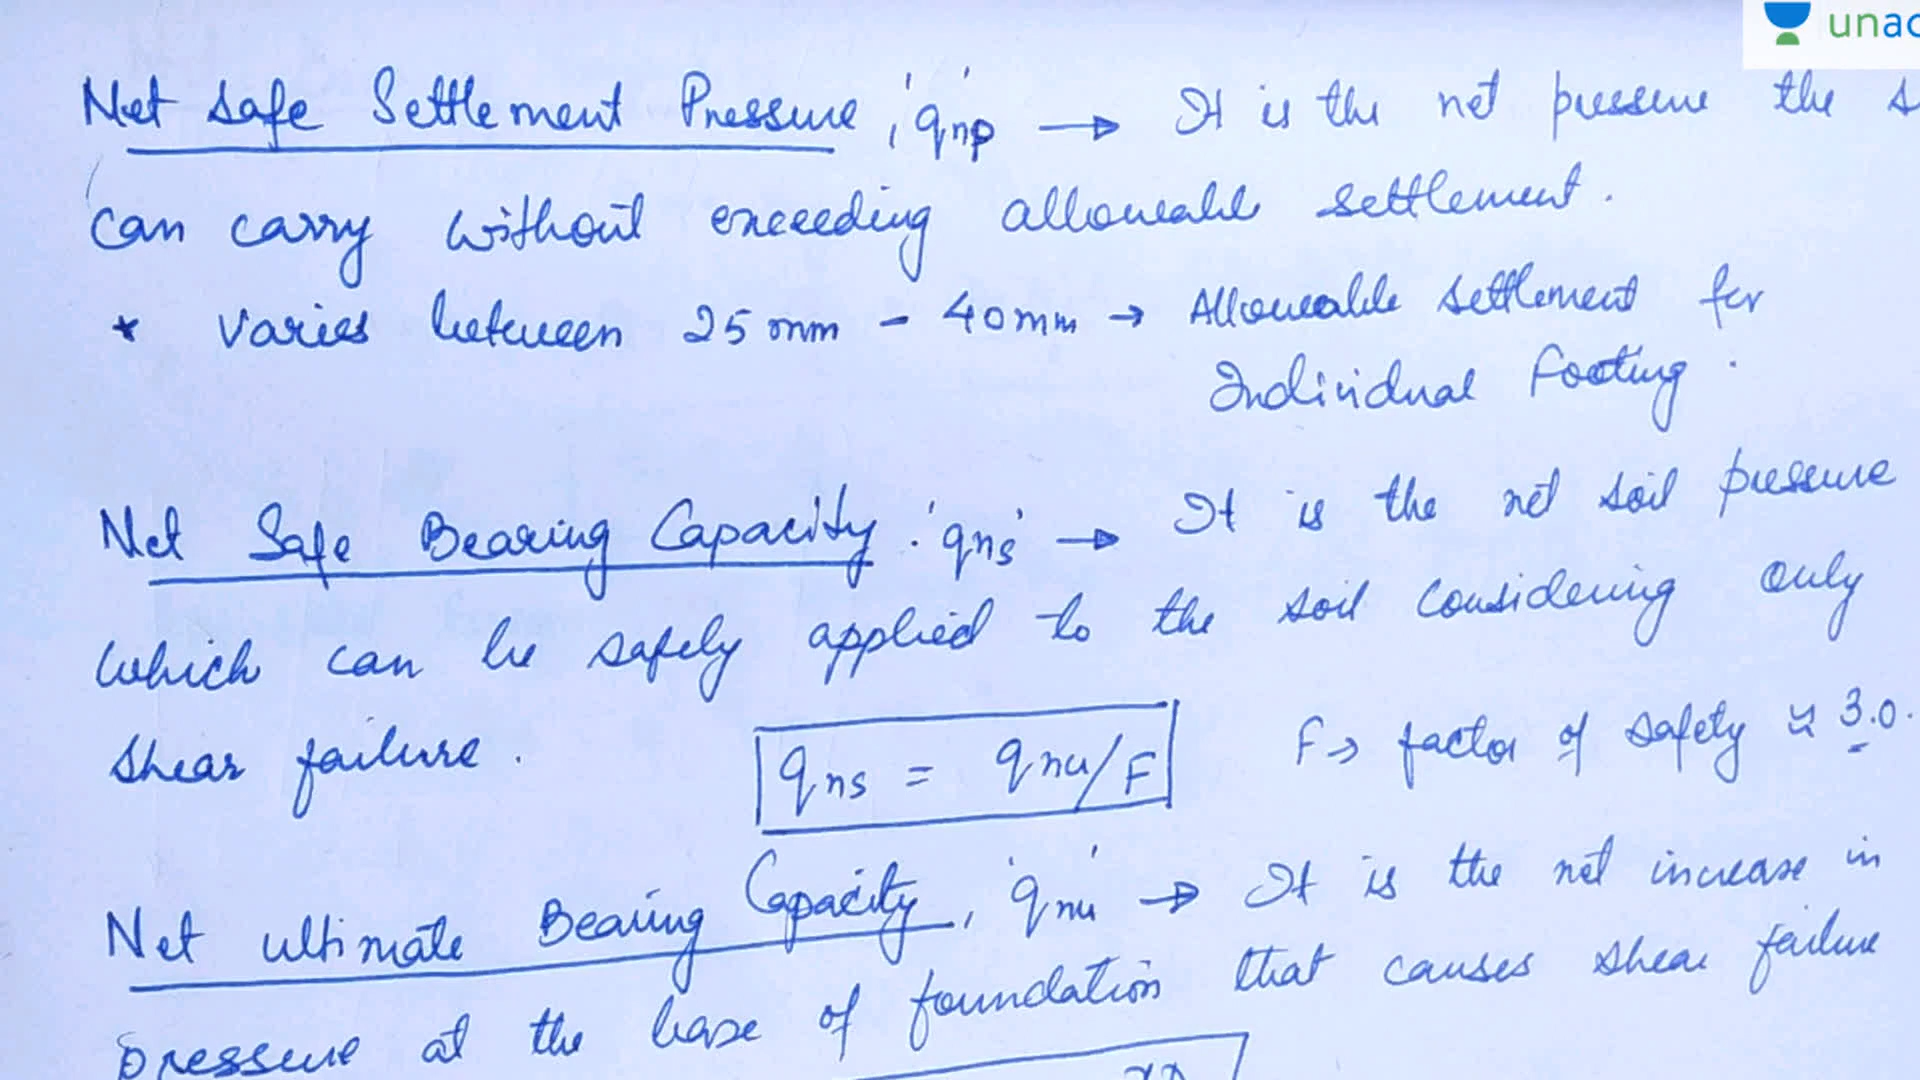 unac
Net safe Settlement Pressure, 'qnp' → It is the net pressure the s
can carry without exceeding allowable settlement.
* varies between 25mm - 40mm → Allowable settlement for
Individual Footing.
Net Safe Bearing Capacity. 'qns' → It is the net soil pressure
which can be safely applied to the soil considering only
shear failure.
qns = qnu/F F → factor of safety ≈ 3.0.
Net ultimate Bearing Capacity, 'qnu' → It is the net increase in
pressure at the base of foundation that causes shear failure